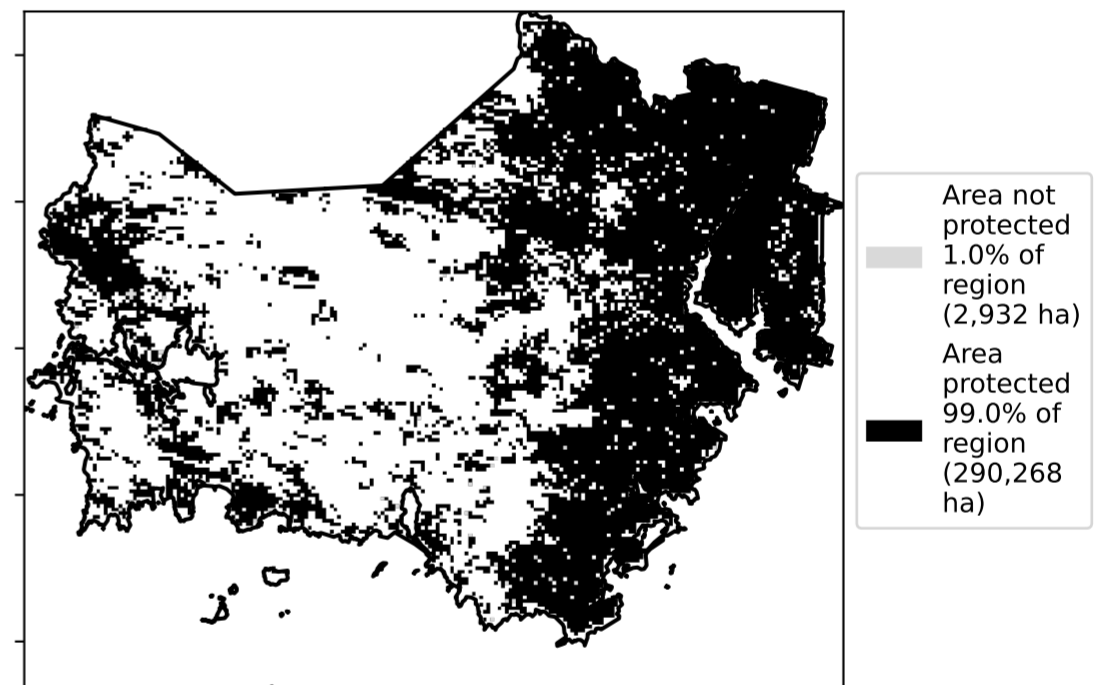 Area not
protected
1.0% of
region
(2,932 ha)
Area
protected
99.0% of
region
(290,268
ha)